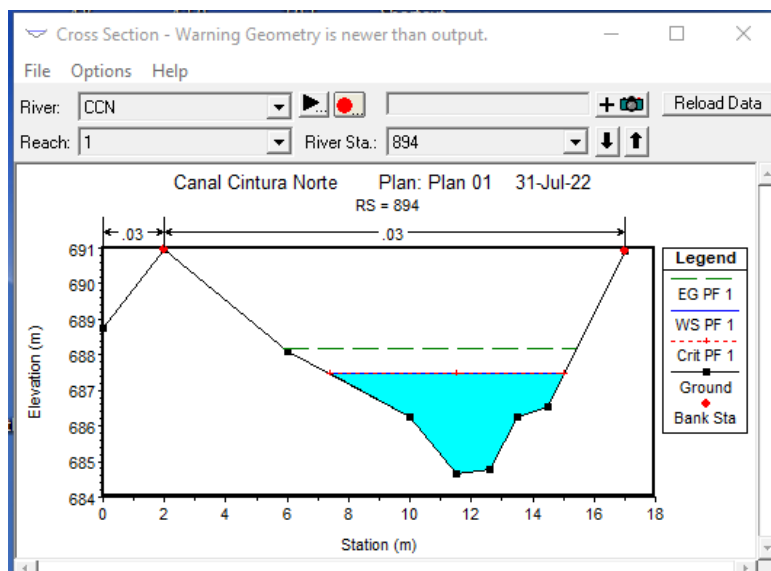 Cross Section - Warning Geometry is newer than output.
File Options Help
River: CCN + Reload Data
Reach: 1 River Sta.: 894
Canal Cintura Norte Plan: Plan 01 31-Jul-22
RS = 894
.03 .03
691
690
689
688
687
686
685
684
Elevation (m)
0 2 4 6 8 10 12 14 16 18
Station (m)
Legend
EG PF 1
WS PF 1
Crit PF 1
Ground
Bank Sta